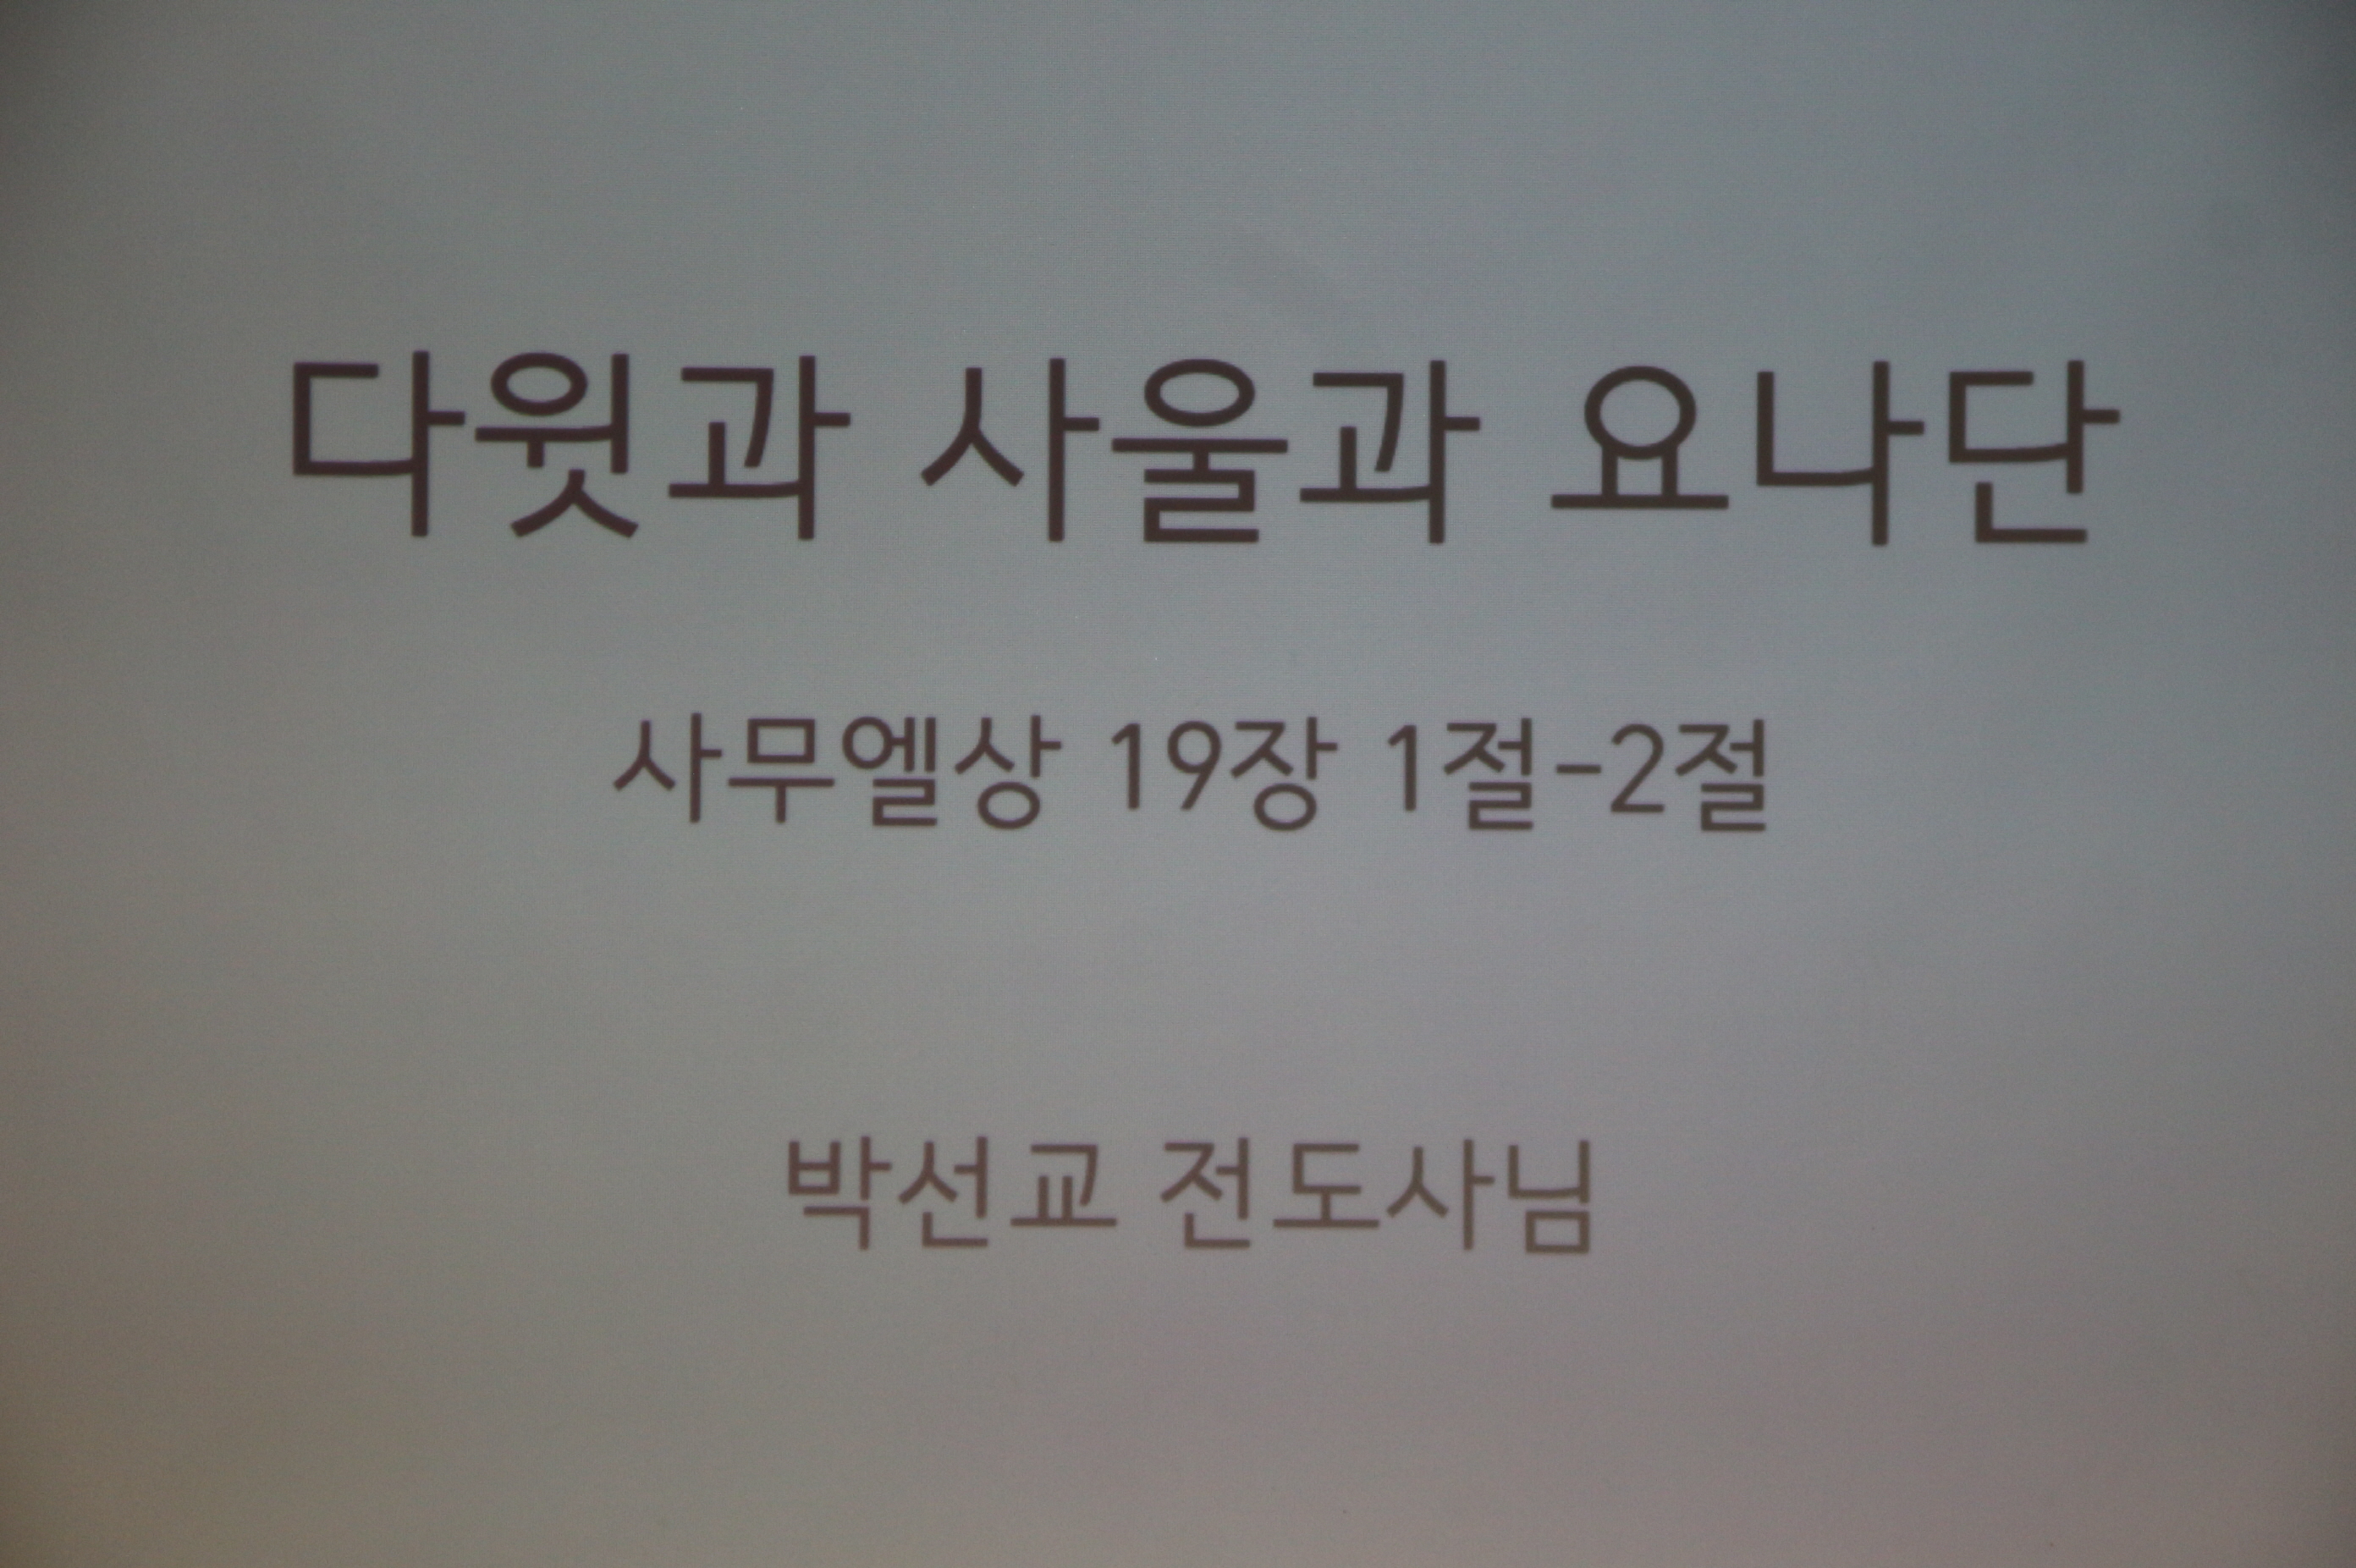 다윗과 사울과 요나단
사무엘상 19장 1절-2절
박선교 전도사님